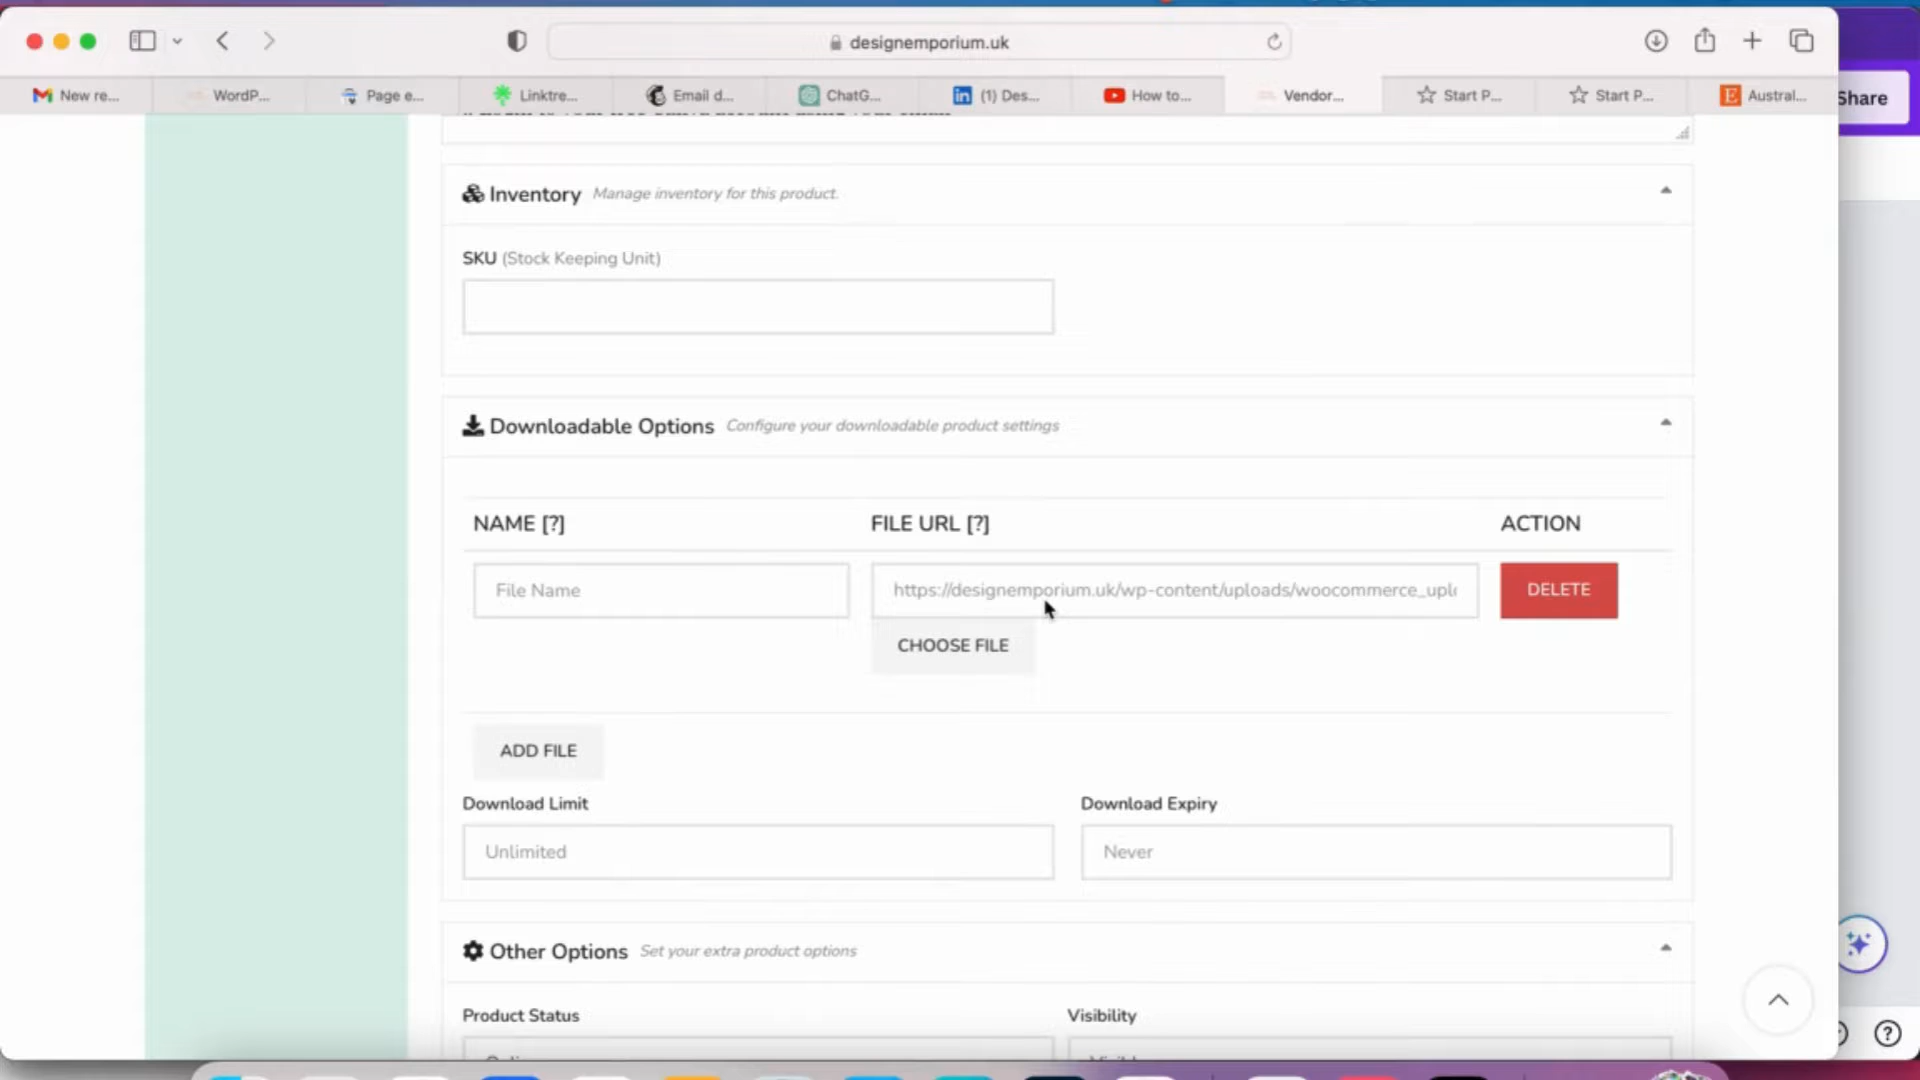 designemporium.uk
New re...
WordP...
Page e...
Linktre...
Email d...
ChatG...
(1) Des...
How to...
Vendor...
Start P...
Start P...
Austral...
Share
Inventory Manage inventory for this product.
SKU (Stock Keeping Unit)
Downloadable Options Configure your downloadable product settings
NAME [?] FILE URL [?] ACTION
File Name https://designemporium.uk/wp-content/uploads/woocommerce_uplo DELETE
CHOOSE FILE
ADD FILE
Download Limit Download Expiry
Unlimited Never
Other Options Set your extra product options
Product Status Visibility